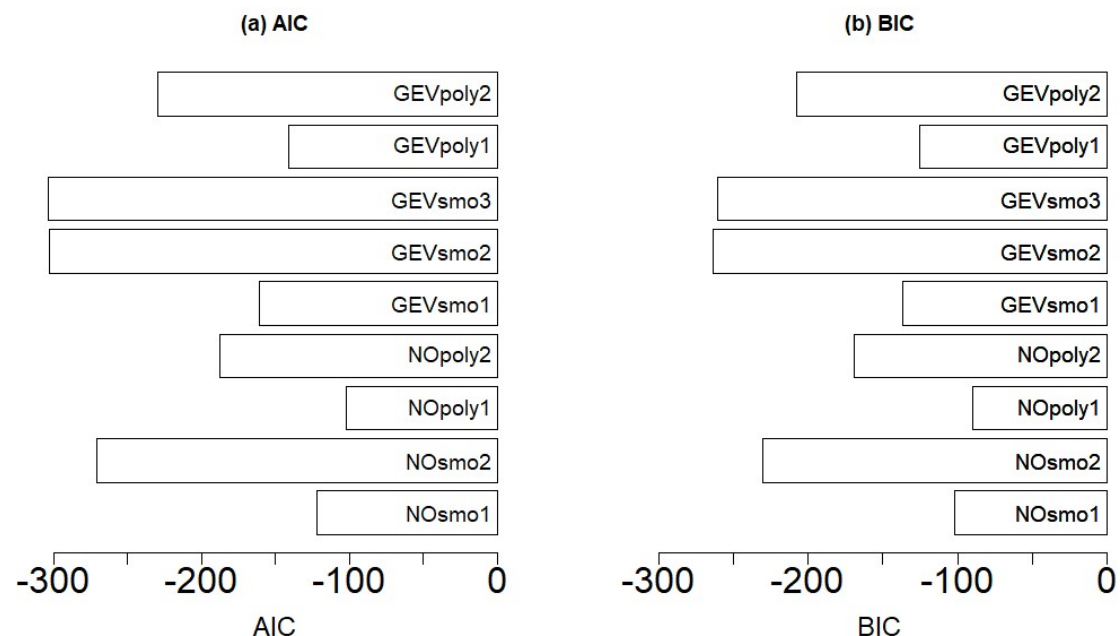 (a) AIC
GEVpoly2
GEVpoly1
GEVsmo3
GEVsmo2
GEVsmo1
NOpoly2
NOpoly1
NOsmo2
NOsmo1
-300 -200 -100 0
AIC
(b) BIC
GEVpoly2
GEVpoly1
GEVsmo3
GEVsmo2
GEVsmo1
NOpoly2
NOpoly1
NOsmo2
NOsmo1
-300 -200 -100 0
BIC